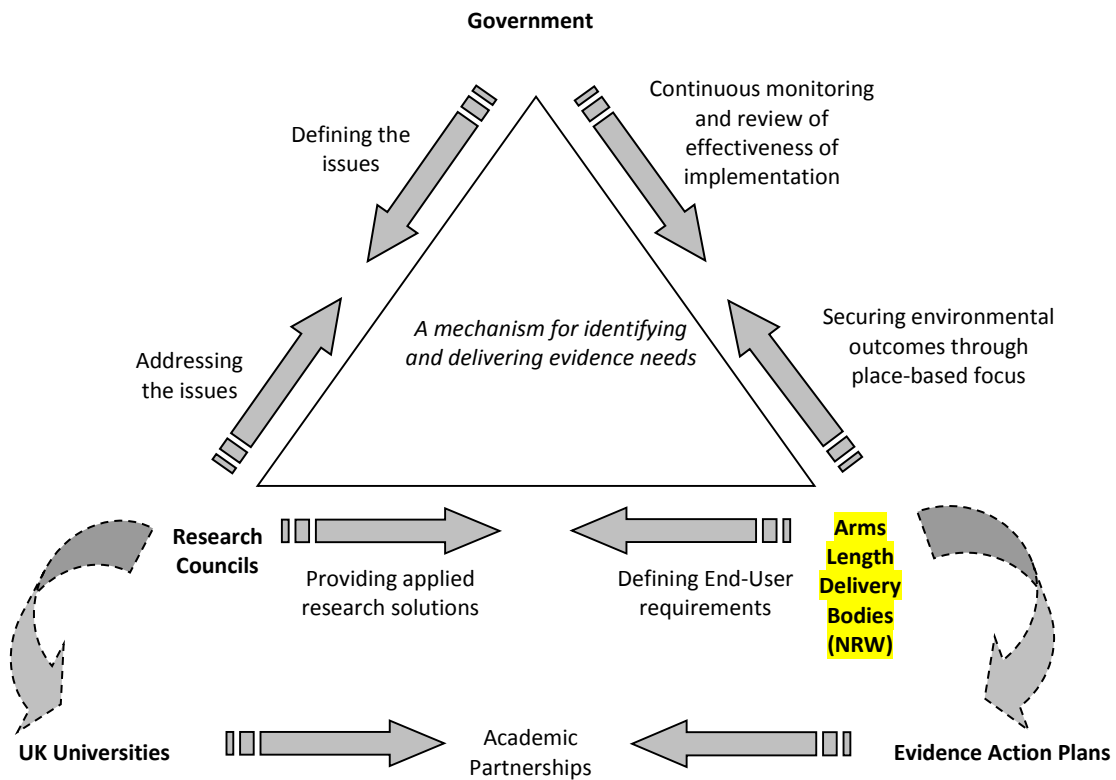 Government
Defining the
issues
Continuous monitoring
and review of
effectiveness of
implementation
A mechanism for identifying
and delivering evidence needs
Addressing
the issues
Securing environmental
outcomes through
place-based focus
Research
Councils
Providing applied
research solutions
Defining End-User
requirements
Arms
Length
Delivery
Bodies
(NRW)
UK Universities
Academic
Partnerships
Evidence Action Plans